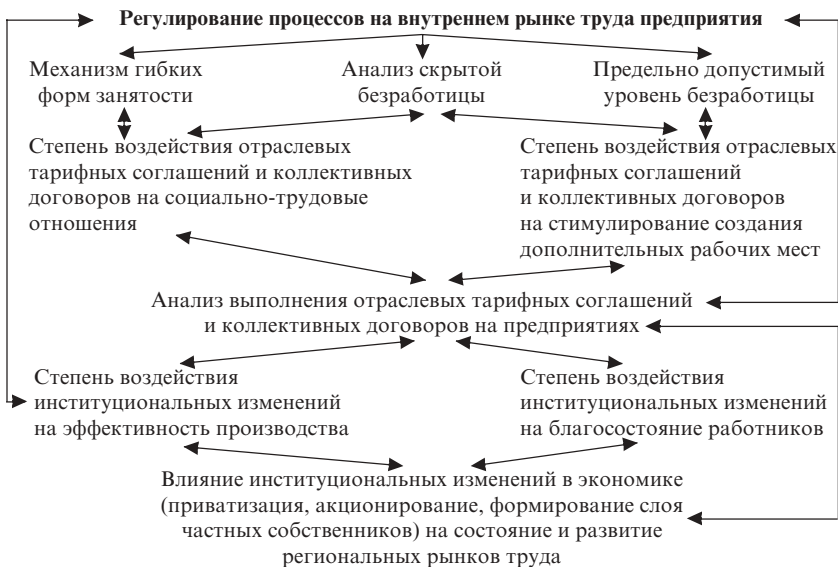 Регулирование процессов на внутреннем рынке труда предприятия
Механизм гибких
форм занятости
Анализ скрытой
безработицы
Предельно допустимый
уровень безработицы
Степень воздействия отраслевых
тарифных соглашений и коллективных
договоров на социально-трудовые
отношения
Степень воздействия отраслевых
тарифных соглашений
и коллективных договоров
на стимулирование создания
дополнительных рабочих мест
Анализ выполнения отраслевых тарифных соглашений
и коллективных договоров на предприятиях
Степень воздействия
институциональных изменений
на эффективность производства
Степень воздействия
институциональных изменений
на благосостояние работников
Влияние институциональных изменений в экономике
(приватизация, акционирование, формирование слоя
частных собственников) на состояние и развитие
региональных рынков труда